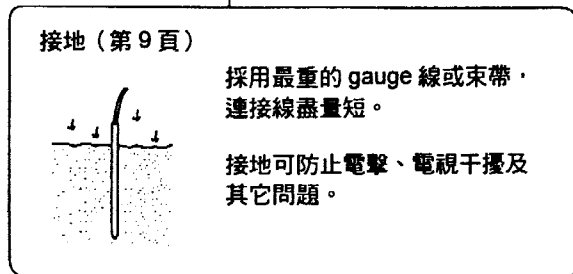 接地（第9頁）
採用最重的 gauge 線或束帶，
連接線盡量短。
接地可防止電擊、電視干擾及
其它問題。